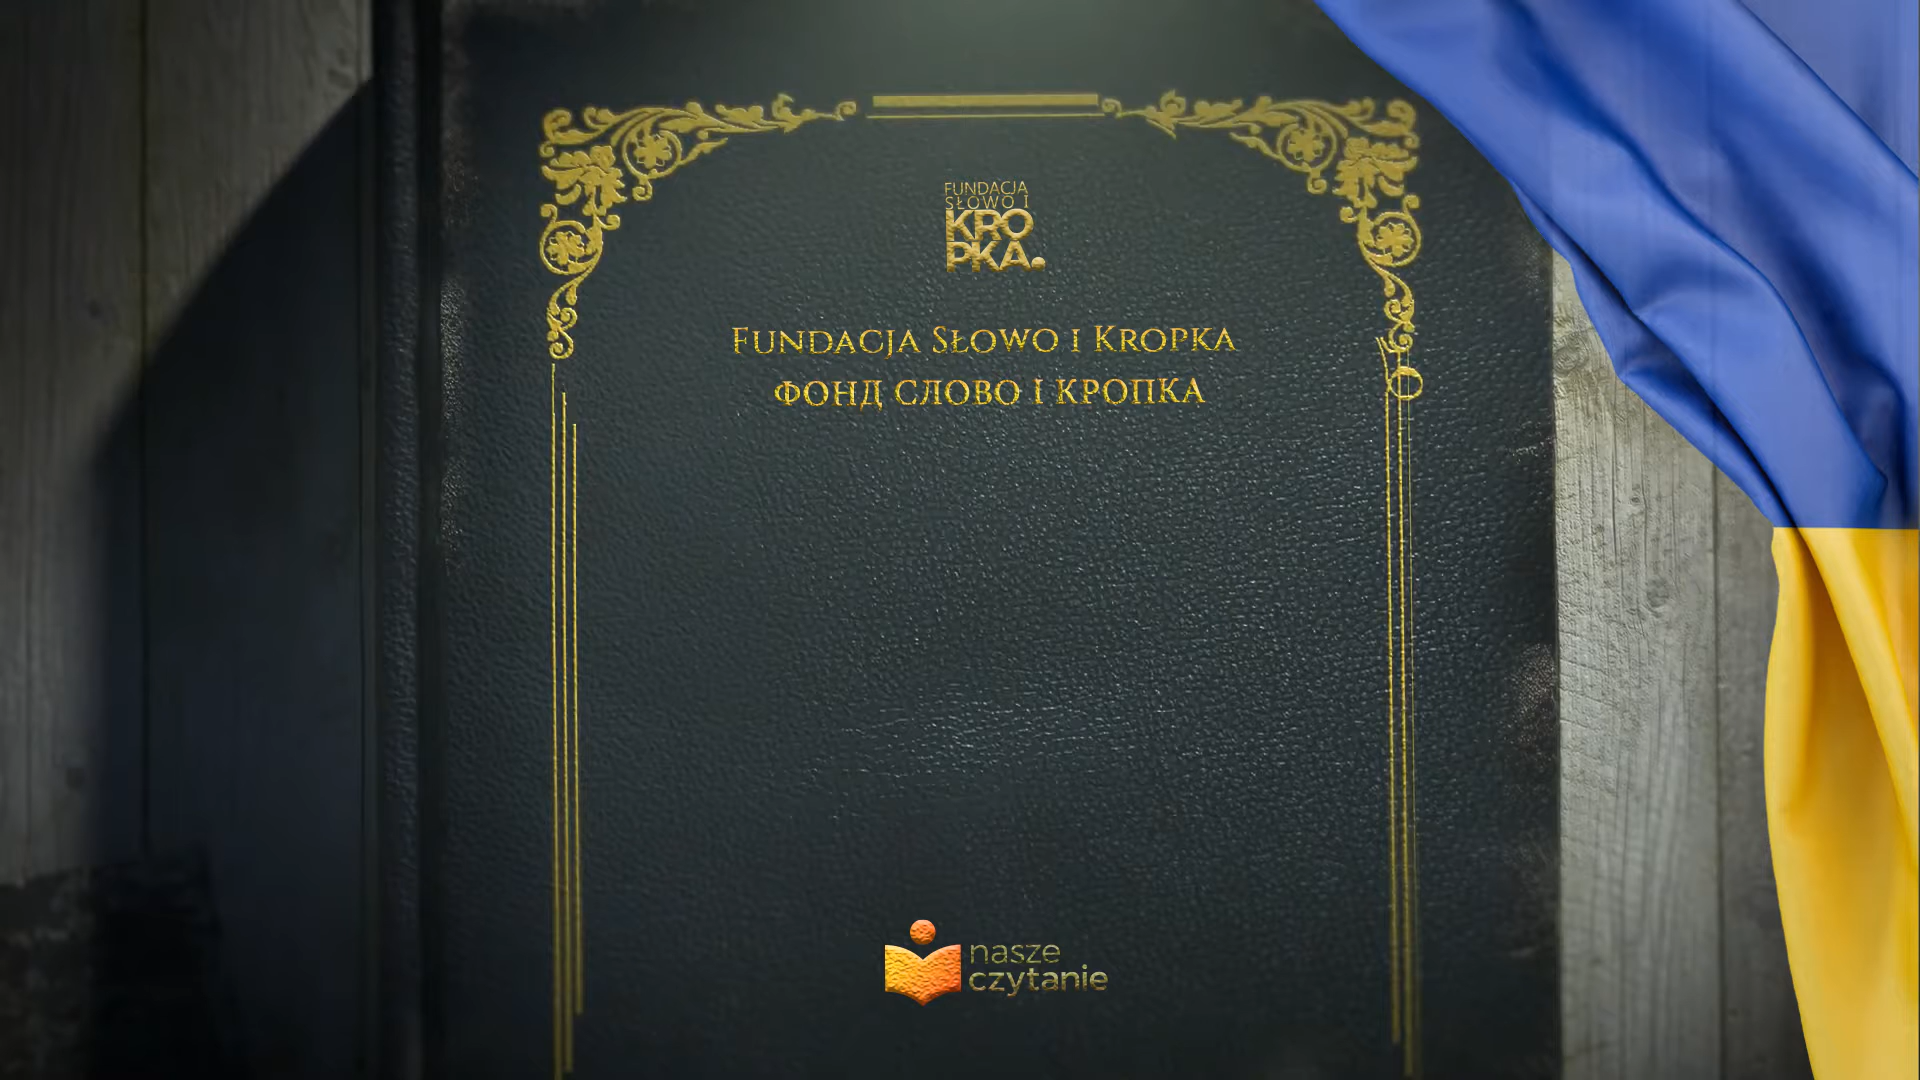 FUNDACJA
SŁOWO I
KRO
PKA.
Fundacja Słowo i Kropka
ФОНД СЛОВО І КРОПКА
nasze
czytanie